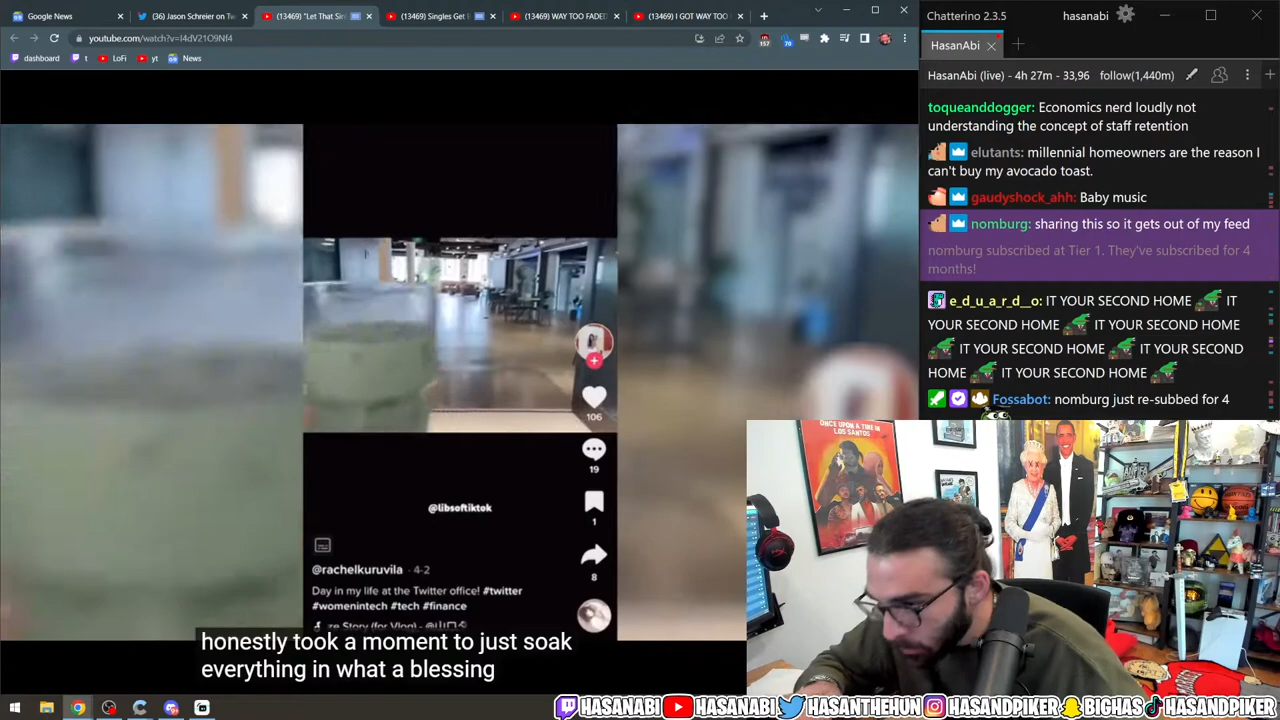 Google News
(36) Jason Schreier on Tw
(13469) "Let That Sin
(13469) Singles Get
(13469) WAY TOO FADED
(13469) I GOT WAY TOO
youtube.com/watch?v=I4dV21O9Nf4
157
70
dashboard
t
LoFi
yt
News
Chatterino 2.3.5
hasanabi
HasanAbi
HasanAbi (live) - 4h 27m - 33,96
follow(1,440m)
toqueanddogger: Economics nerd loudly not
understanding the concept of staff retention
elutants: millennial homeowners are the reason I
can't buy my avocado toast.
gaudyshock_ahh: Baby music
nomburg: sharing this so it gets out of my feed
nomburg subscribed at Tier 1. They've subscribed for 4
months!
e_d_u_a_r_d__o: IT YOUR SECOND HOME IT
YOUR SECOND HOME IT YOUR SECOND HOME
IT YOUR SECOND HOME IT YOUR SECOND
HOME IT YOUR SECOND HOME
Fossabot: nomburg just re-subbed for 4
106
19
1
8
@libsoftiktok
@rachelkuruvila · 4-2
Day in my life at the Twitter office! #twitter
#womenintech #tech #finance
honestly took a moment to just soak
everything in what a blessing
ONCE UPON A TIME IN
LOS SANTOS
HASANABI
HASANABI
HASANTHEHUN
HASANDPIKER
BIGHAS
HASANDPIKER